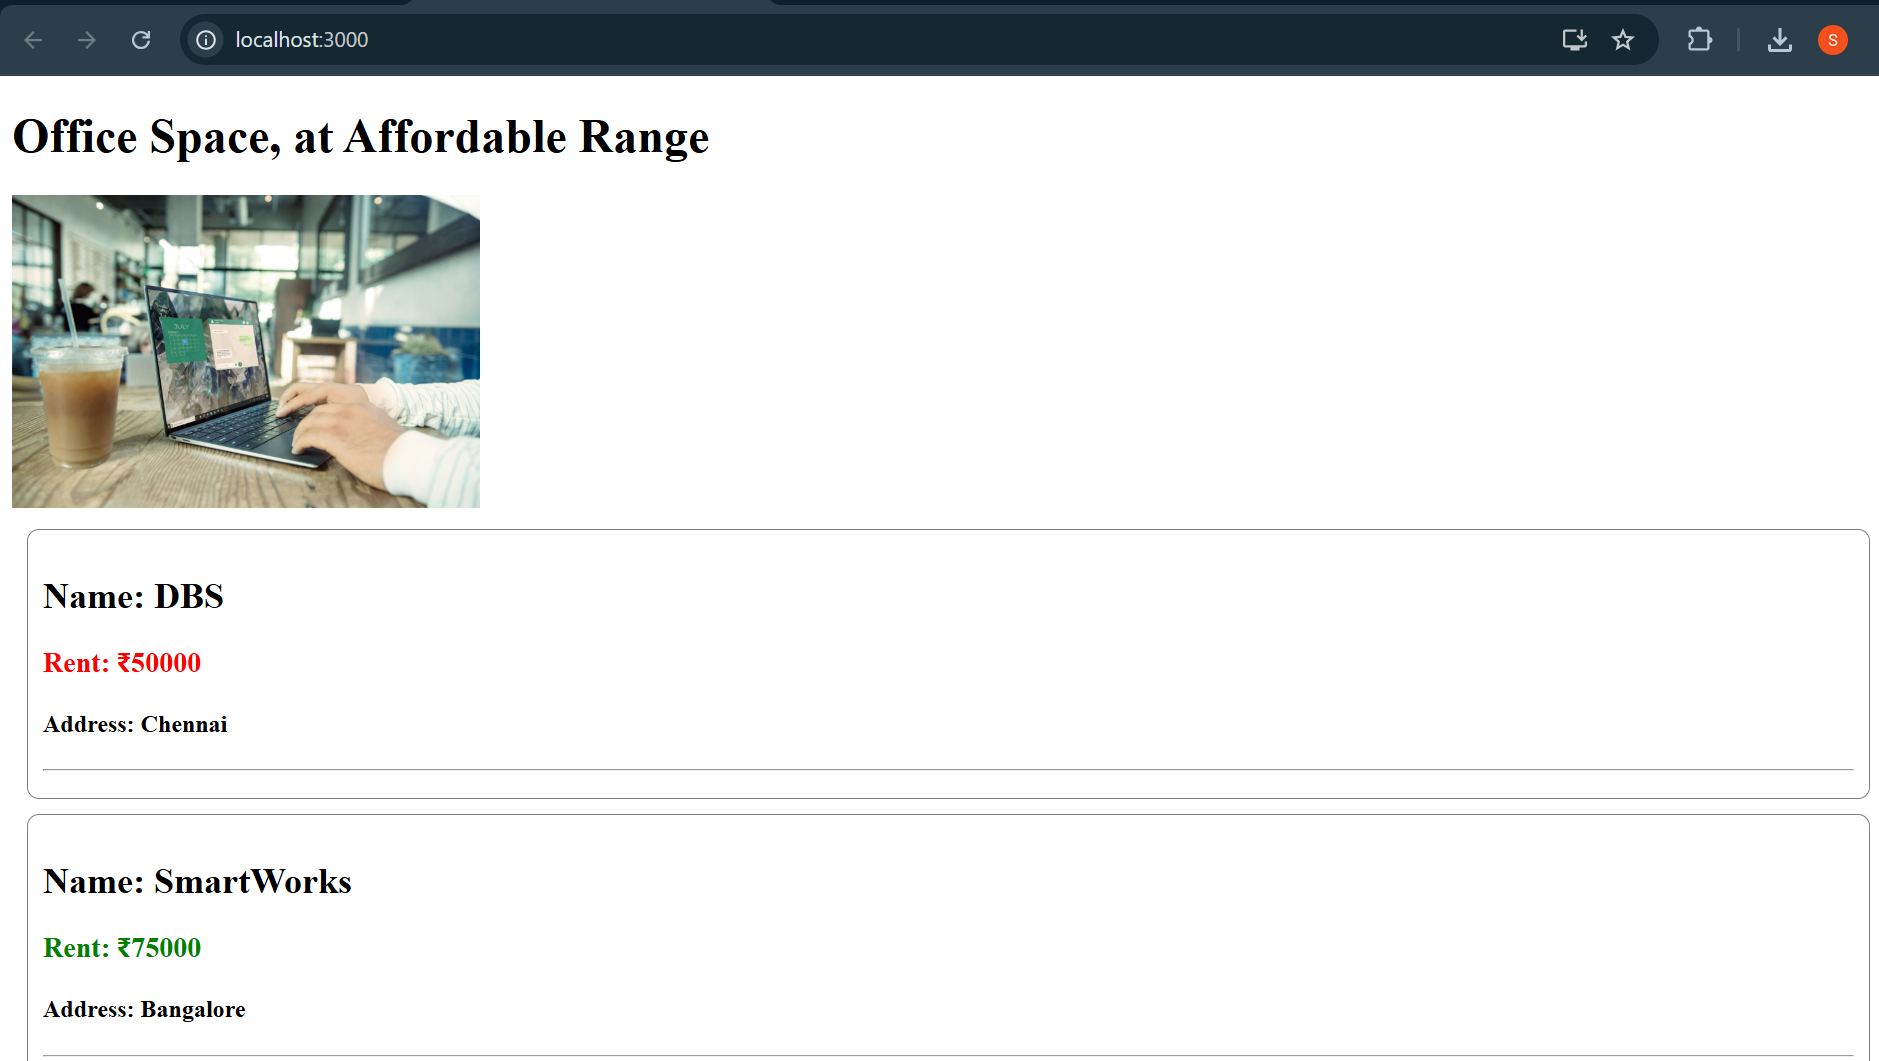 localhost:3000
S
Office Space, at Affordable Range
JULY
Name: DBS
Rent: ₹50000
Address: Chennai
Name: SmartWorks
Rent: ₹75000
Address: Bangalore